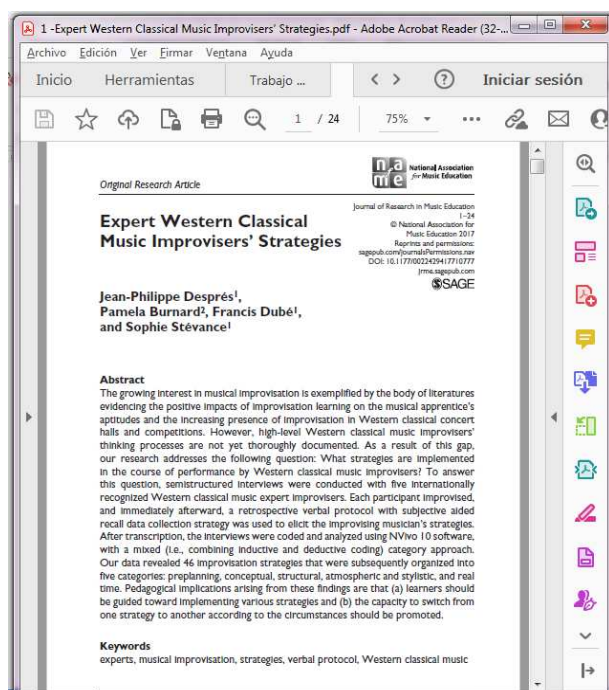 1 -Expert Western Classical Music Improvisers' Strategies.pdf - Adobe Acrobat Reader (32-...
Archivo Edición Ver Firmar Ventana Ayuda
Inicio Herramientas Trabajo ... Iniciar sesión
1 / 24 75%
na
me
National Association
for Music Education
Original Research Article
Journal of Research in Music Education
1–24
© National Association for
Music Education 2017
Reprints and permissions:
sagepub.com/journalsPermissions.nav
DOI: 10.1177/0022429417710777
jrme.sagepub.com
SAGE
Expert Western Classical
Music Improvisers' Strategies
Jean-Philippe Després¹,
Pamela Burnard², Francis Dubé¹,
and Sophie Stévance¹
Abstract
The growing interest in musical improvisation is exemplified by the body of literatures
evidencing the positive impacts of improvisation learning on the musical apprentice's
aptitudes and the increasing presence of improvisation in Western classical concert
halls and competitions. However, high-level Western classical music improvisers'
thinking processes are not yet thoroughly documented. As a result of this gap,
our research addresses the following question: What strategies are implemented
in the course of performance by Western classical music improvisers? To answer
this question, semistructured interviews were conducted with five internationally
recognized Western classical music expert improvisers. Each participant improvised,
and immediately afterward, a retrospective verbal protocol with subjective aided
recall data collection strategy was used to elicit the improvising musician's strategies.
After transcription, the interviews were coded and analyzed using NVivo 10 software,
with a mixed (i.e., combining inductive and deductive coding) category approach.
Our data revealed 46 improvisation strategies that were subsequently organized into
five categories: preplanning, conceptual, structural, atmospheric and stylistic, and real
time. Pedagogical implications arising from these findings are that (a) learners should
be guided toward implementing various strategies and (b) the capacity to switch from
one strategy to another according to the circumstances should be promoted.
Keywords
experts, musical improvisation, strategies, verbal protocol, Western classical music